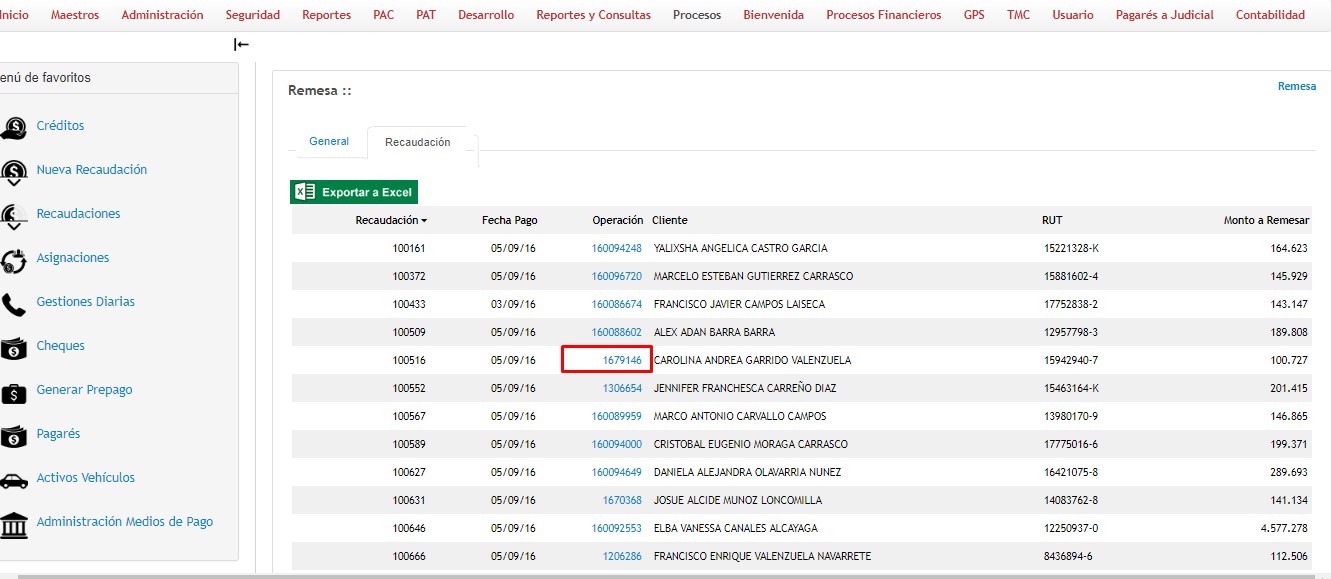 Inicio Maestros Administración Seguridad Reportes PAC PAT Desarrollo Reportes y Consultas Procesos Bienvenida Procesos Financieros GPS TMC Usuario Pagarés a Judicial Contabilidad
enú de favoritos
Créditos
Nueva Recaudación
Recaudaciones
Asignaciones
Gestiones Diarias
Cheques
Generar Prepago
Pagarés
Activos Vehículos
Administración Medios de Pago
Remesa :: Remesa
General Recaudación
Exportar a Excel
Recaudación Fecha Pago Operación Cliente RUT Monto a Remesar
100161 05/09/16 160094248 YALIXSHA ANGELICA CASTRO GARCIA 15221328-K 164.623
100372 05/09/16 160096720 MARCELO ESTEBAN GUTIERREZ CARRASCO 15881602-4 145.929
100433 03/09/16 160086674 FRANCISCO JAVIER CAMPOS LAISECA 17752838-2 143.147
100509 05/09/16 160088602 ALEX ADAN BARRA BARRA 12957798-3 189.808
100516 05/09/16 1679146 CAROLINA ANDREA GARRIDO VALENZUELA 15942940-7 100.727
100552 05/09/16 1306654 JENNIFER FRANCHESCA CARREÑO DIAZ 15463164-K 201.415
100567 05/09/16 160089959 MARCO ANTONIO CARVALLO CAMPOS 13980170-9 146.865
100589 05/09/16 160094000 CRISTOBAL EUGENIO MORAGA CARRASCO 17775016-6 199.371
100627 05/09/16 160094649 DANIELA ALEJANDRA OLAVARRIA NUNEZ 16421075-8 289.693
100631 05/09/16 1670368 JOSUE ALCIDE MUNOZ LONCOMILLA 14083762-8 141.134
100646 05/09/16 160092553 ELBA VANESSA CANALES ALCAYAGA 12250937-0 4.577.278
100666 05/09/16 1206286 FRANCISCO ENRIQUE VALENZUELA NAVARRETE 8436894-6 112.506